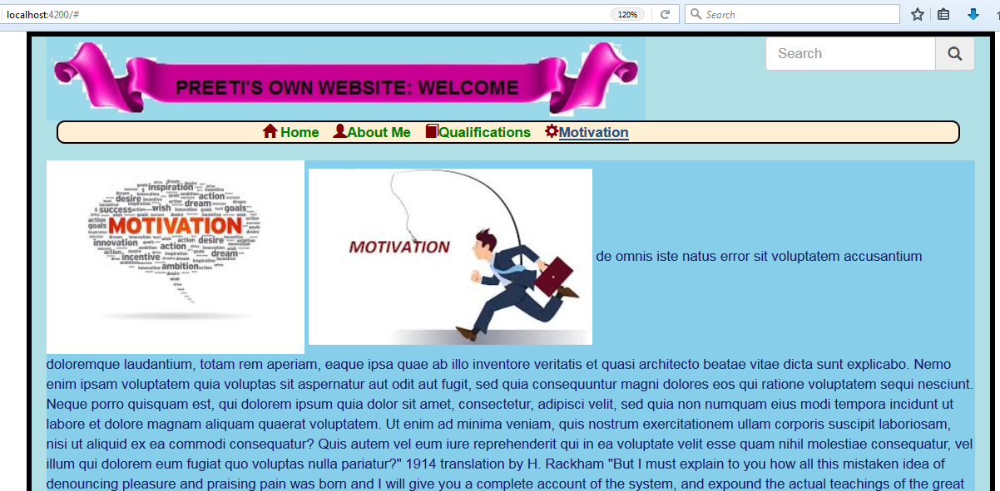 localhost:4200/#
120%
Search
PREETI'S OWN WEBSITE: WELCOME
Search
Home About Me Qualifications Motivation
inspiration
desire action
dream
success wish goals
action
goals MOTIVATION
innovation desire
action
incentive dream
ambition
MOTIVATION
de omnis iste natus error sit voluptatem accusantium
doloremque laudantium, totam rem aperiam, eaque ipsa quae ab illo inventore veritatis et quasi architecto beatae vitae dicta sunt explicabo. Nemo
enim ipsam voluptatem quia voluptas sit aspernatur aut odit aut fugit, sed quia consequuntur magni dolores eos qui ratione voluptatem sequi nesciunt.
Neque porro quisquam est, qui dolorem ipsum quia dolor sit amet, consectetur, adipisci velit, sed quia non numquam eius modi tempora incidunt ut
labore et dolore magnam aliquam quaerat voluptatem. Ut enim ad minima veniam, quis nostrum exercitationem ullam corporis suscipit laboriosam,
nisi ut aliquid ex ea commodi consequatur? Quis autem vel eum iure reprehenderit qui in ea voluptate velit esse quam nihil molestiae consequatur, vel
illum qui dolorem eum fugiat quo voluptas nulla pariatur?" 1914 translation by H. Rackham "But I must explain to you how all this mistaken idea of
denouncing pleasure and praising pain was born and I will give you a complete account of the system, and expound the actual teachings of the great